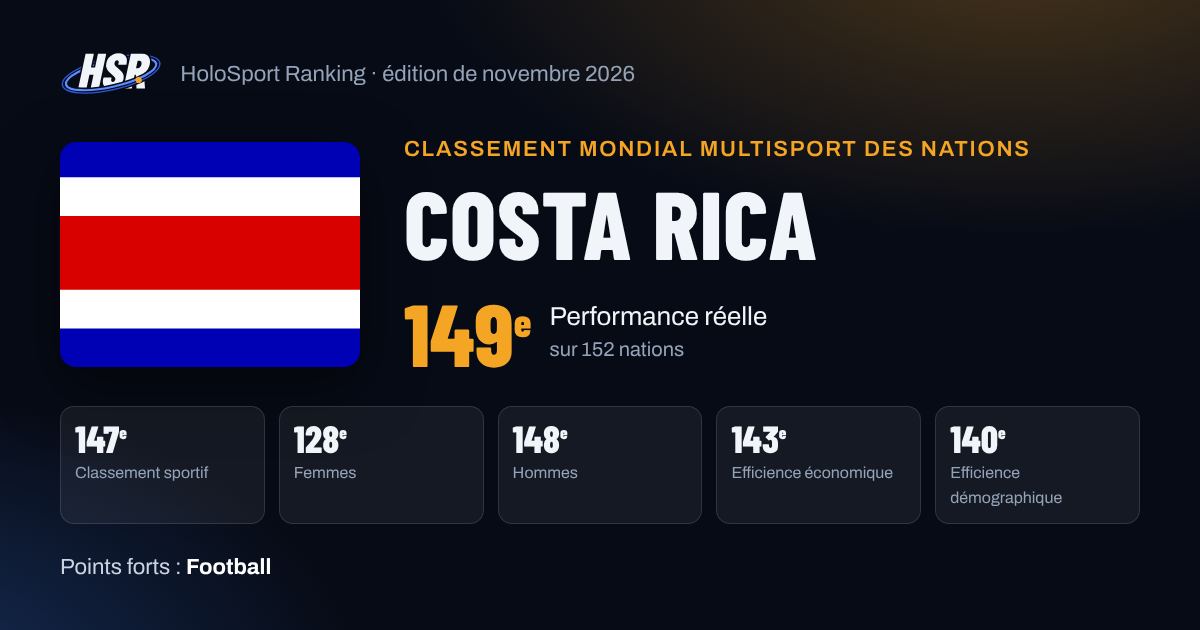 HSR
HoloSport Ranking · édition de novembre 2026
CLASSEMENT MONDIAL MULTISPORT DES NATIONS
COSTA RICA
149e Performance réelle
sur 152 nations
147e
Classement sportif
128e
Femmes
148e
Hommes
143e
Efficience économique
140e
Efficience
démographique
Points forts : Football